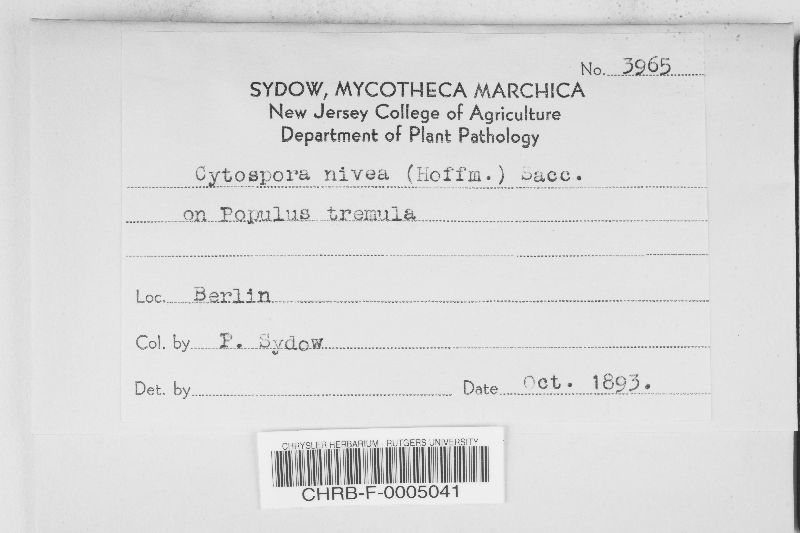 No. 3965
SYDOW, MYCOTHECA MARCHICA
New Jersey College of Agriculture
Department of Plant Pathology
Cytospora nivea (Hoffm.) Sacc.
on Populus tremula
Loc. Berlin
Col. by P. Sydow
Det. by
Date Oct. 1893.
CHRYSLER HERBARIUM - RUTGERS UNIVERSITY
CHRB-F-0005041